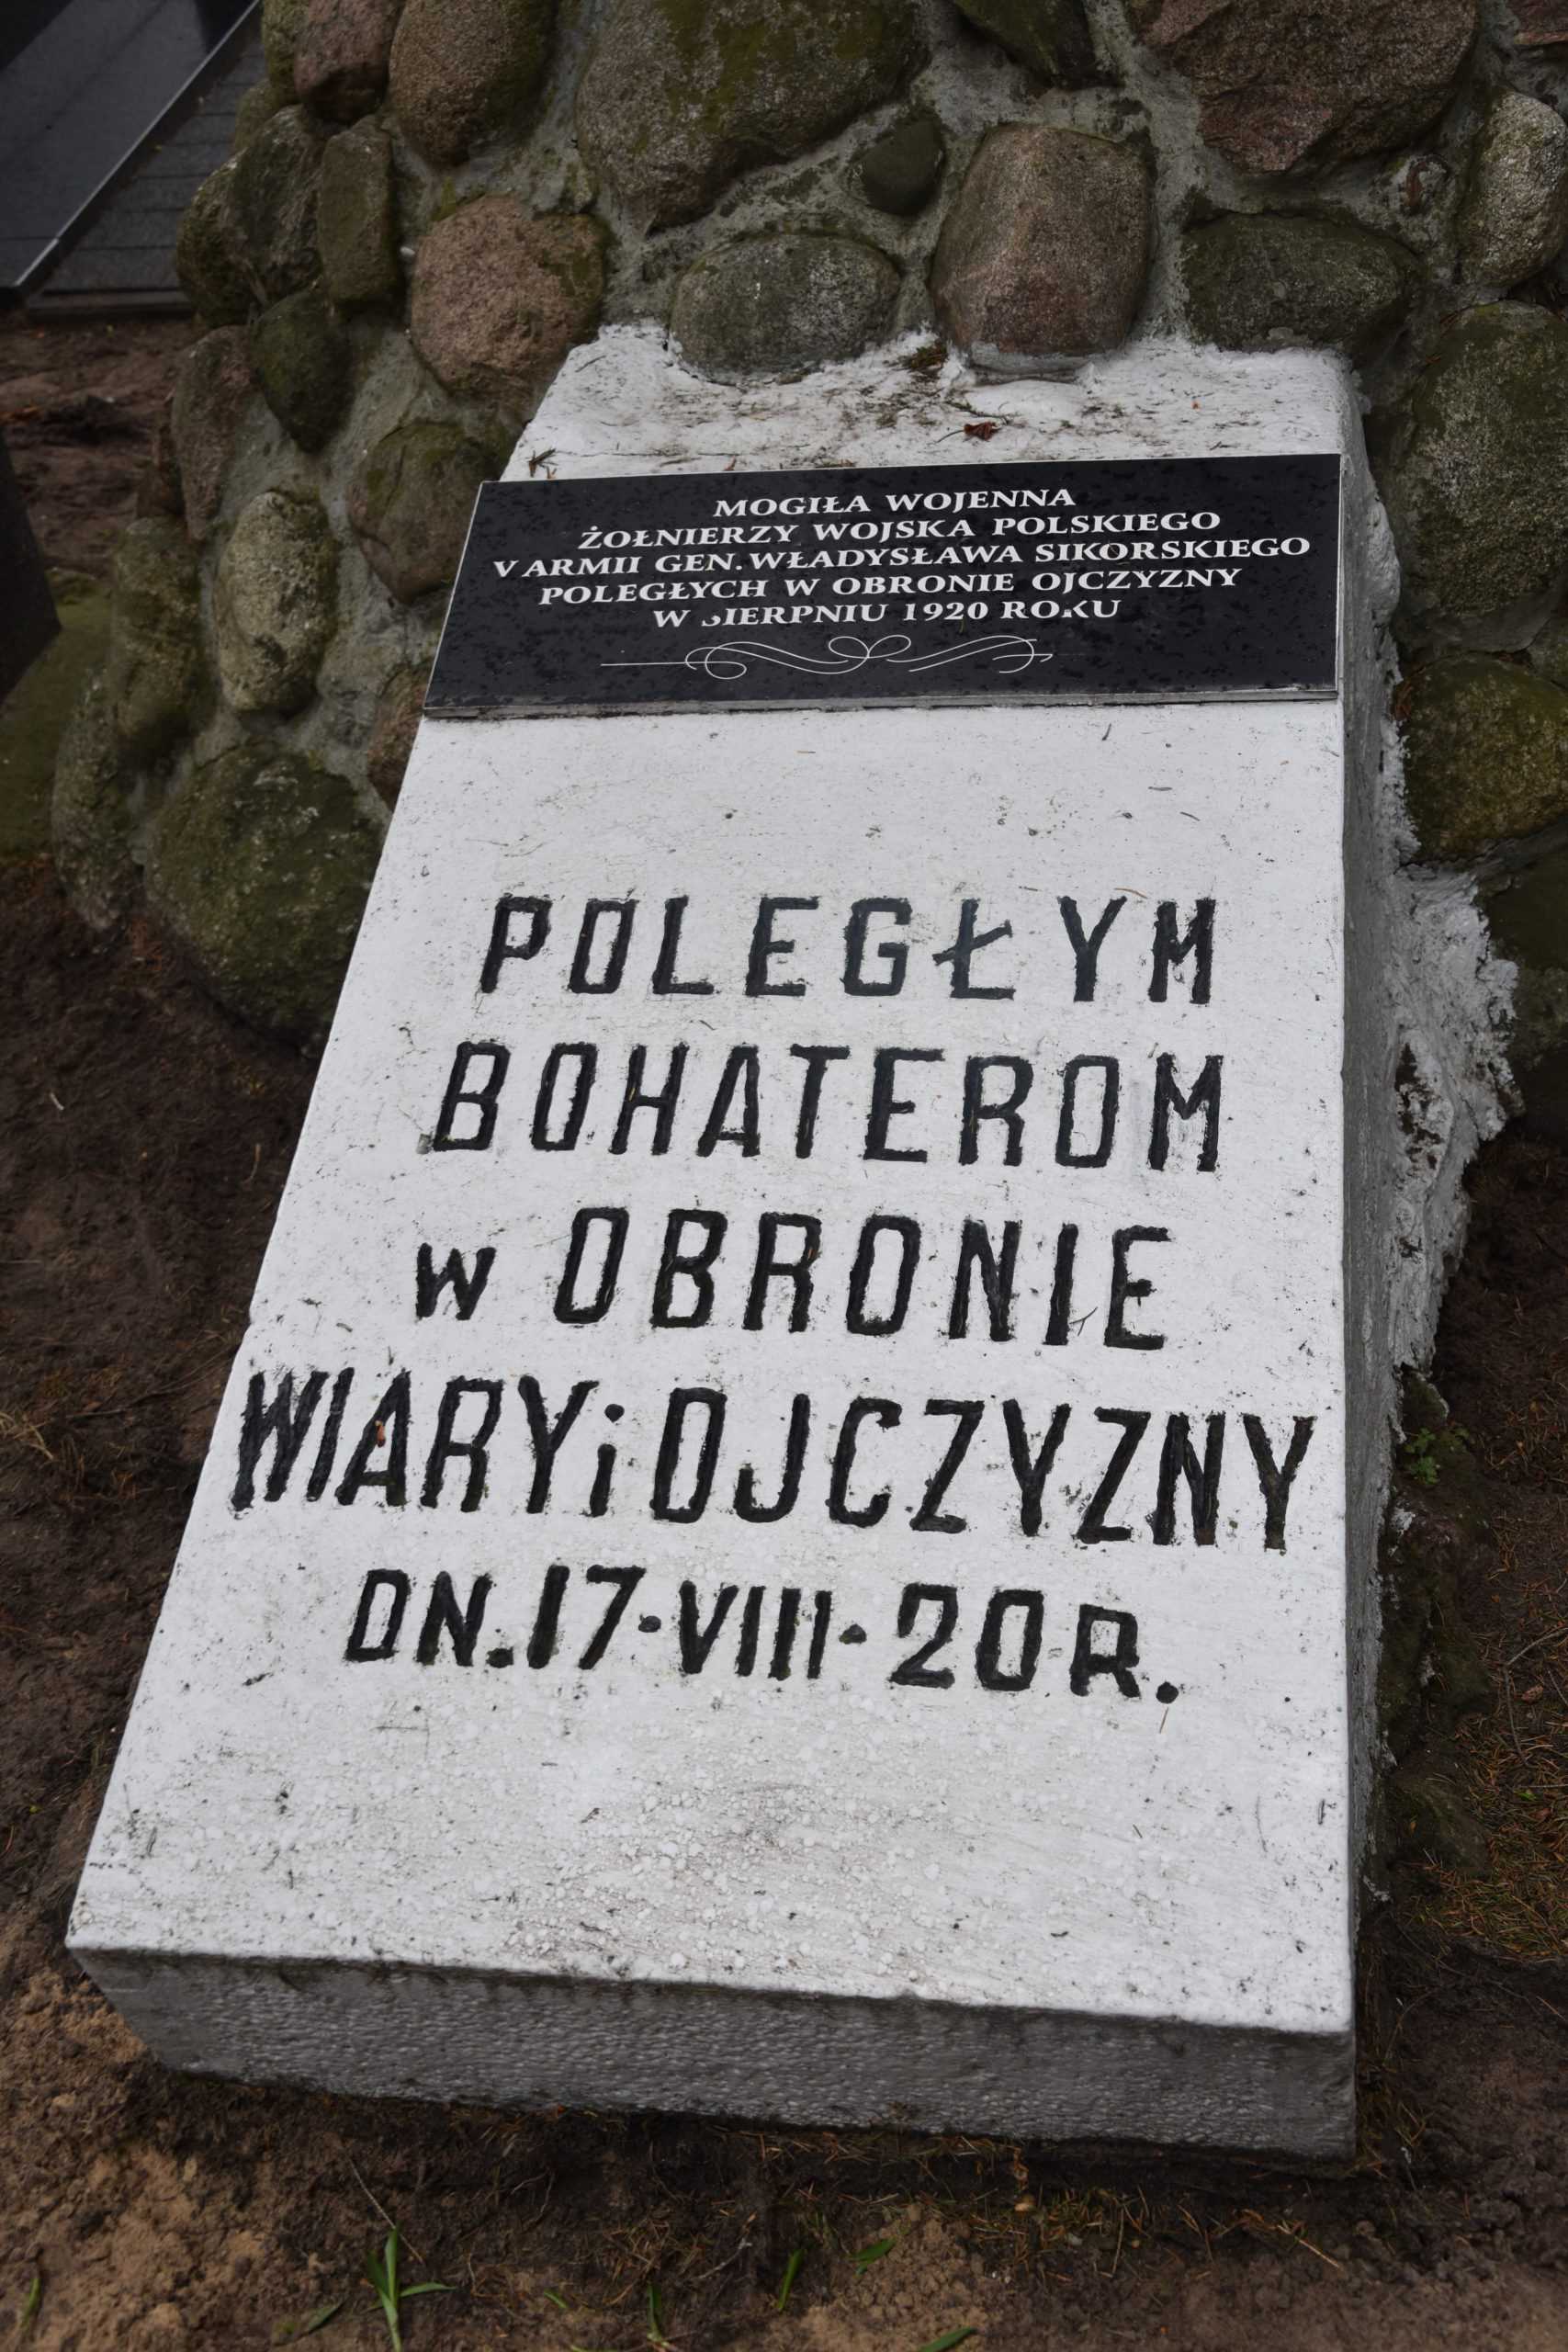 MOGIŁA WOJENNA
ŻOŁNIERZY WOJSKA POLSKIEGO
V ARMII GEN. WŁADYSŁAWA SIKORSKIEGO
POLEGŁYCH W OBRONIE OJCZYZNY
W SIERPNIU 1920 ROKU
POLEGŁYM
BOHATEROM
w OBRONIE
WIARY i OJCZYZNY
DN. 17·VIII·20 R.